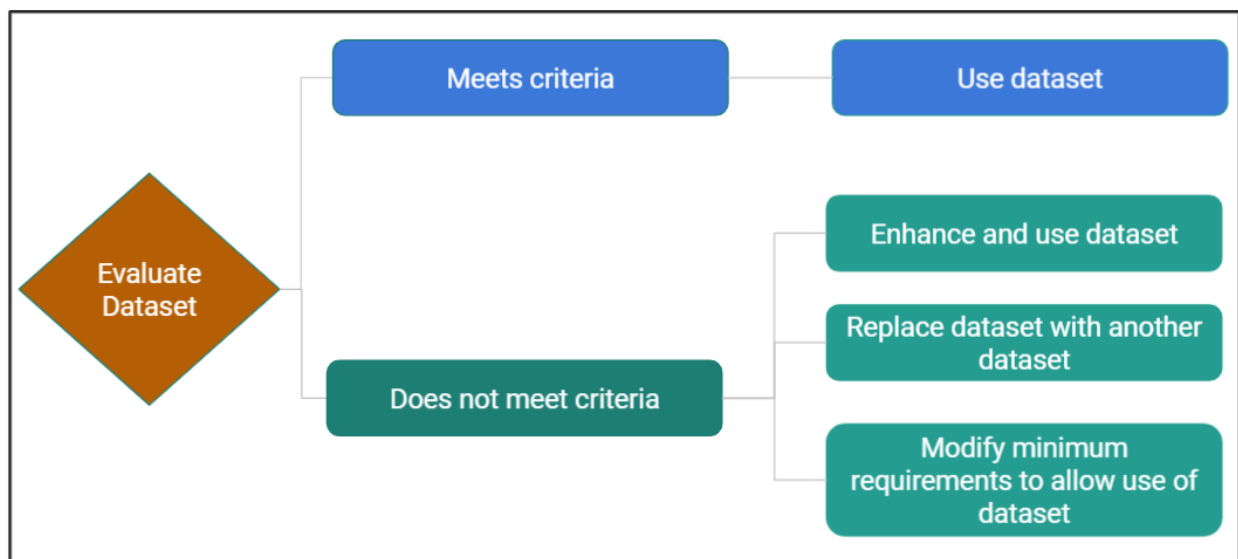 Meets criteria
Use dataset
Evaluate
Dataset
Enhance and use dataset
Replace dataset with another
dataset
Does not meet criteria
Modify minimum
requirements to allow use of
dataset